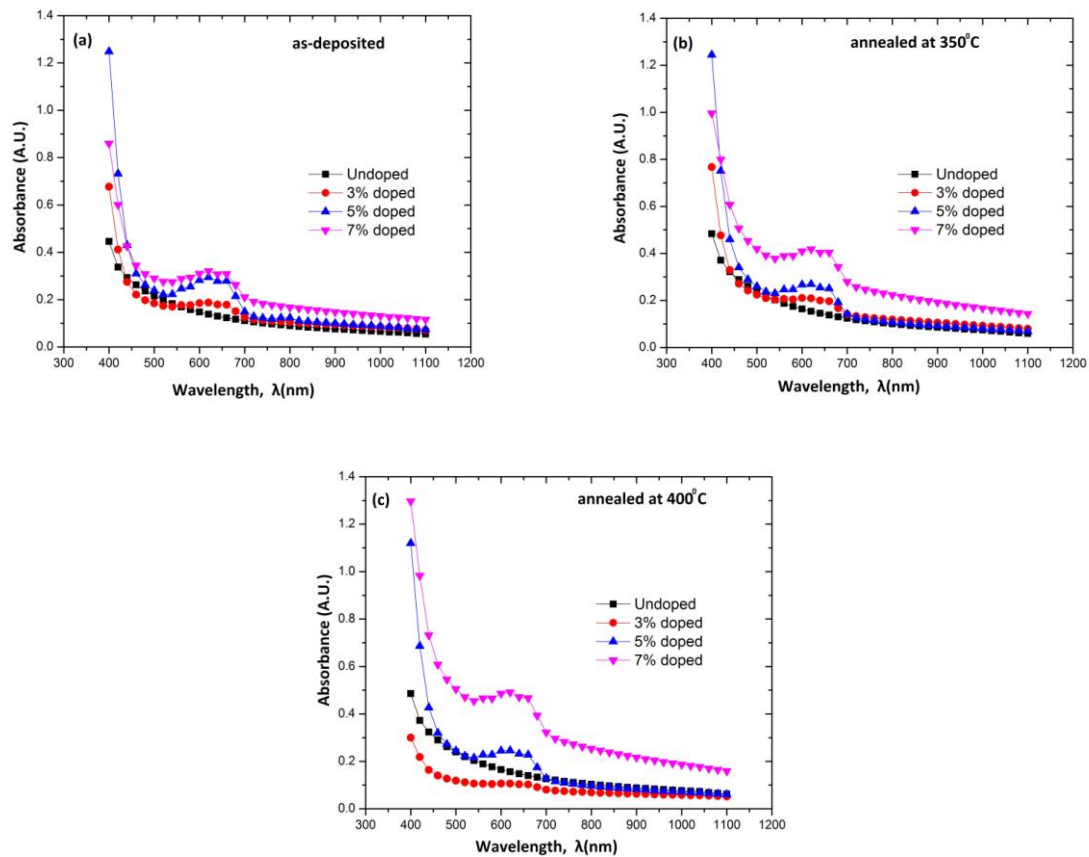 (a)
as-deposited
Absorbance (A.U.)
1.4
1.2
1.0
0.8
0.6
0.4
0.2
0.0
Undoped
3% doped
5% doped
7% doped
300 400 500 600 700 800 900 1000 1100 1200
Wavelength, λ(nm)
(b)
annealed at 350⁰C
Absorbance (A.U.)
1.4
1.2
1.0
0.8
0.6
0.4
0.2
0.0
Undoped
3% doped
5% doped
7% doped
300 400 500 600 700 800 900 1000 1100 1200
Wavelength, λ(nm)
(c)
annealed at 400⁰C
Absorbance (A.U.)
1.4
1.2
1.0
0.8
0.6
0.4
0.2
0.0
Undoped
3% doped
5% doped
7% doped
300 400 500 600 700 800 900 1000 1100 1200
Wavelength, λ(nm)